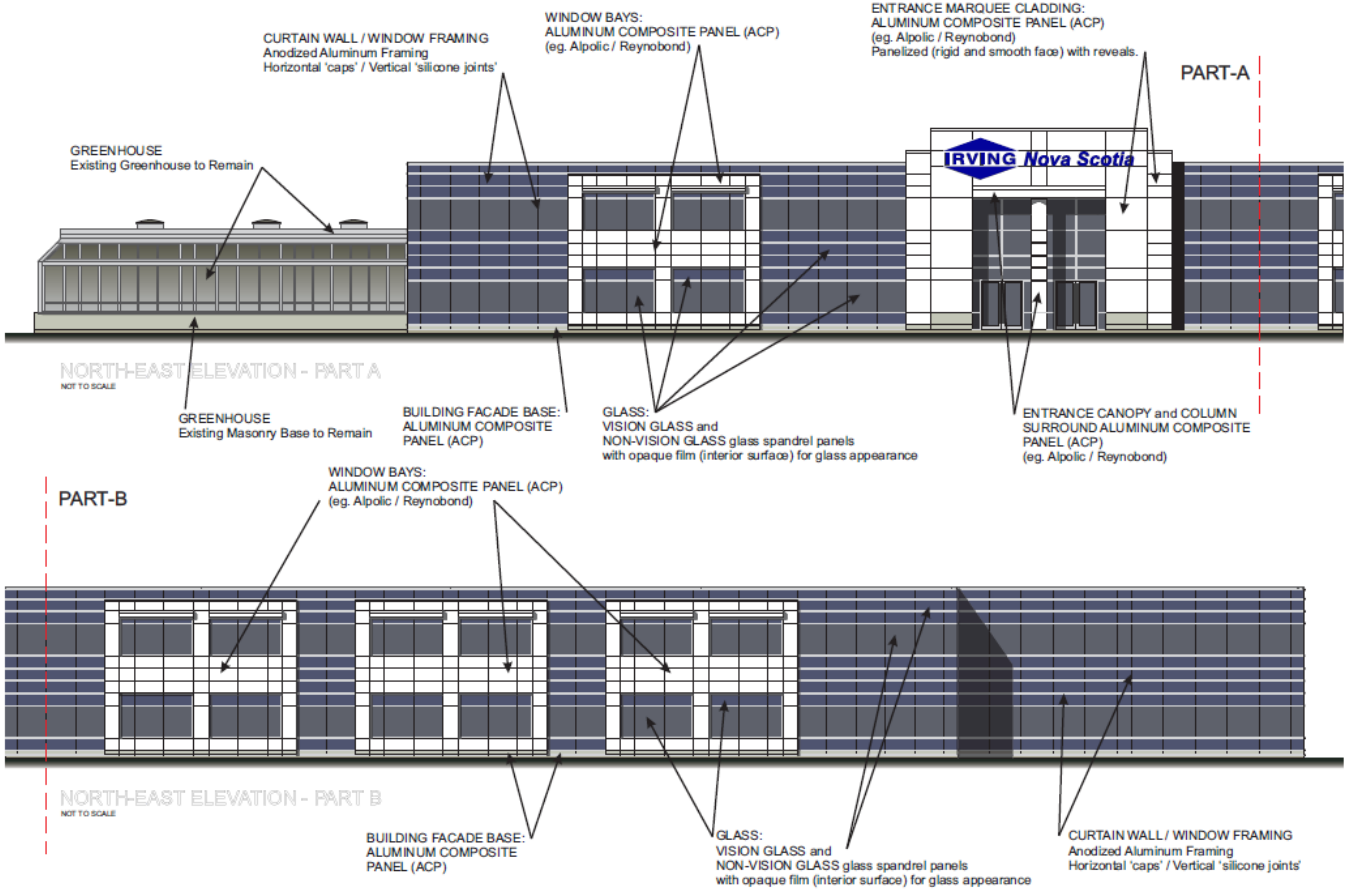 ENTRANCE MARQUEE CLADDING:
ALUMINUM COMPOSITE PANEL (ACP)
(eg. Alpolic / Reynobond)
Panelized (rigid and smooth face) with reveals.
WINDOW BAYS:
ALUMINUM COMPOSITE PANEL (ACP)
(eg. Alpolic / Reynobond)
CURTAIN WALL / WINDOW FRAMING
Anodized Aluminum Framing
Horizontal 'caps' / Vertical 'silicone joints'
PART-A
GREENHOUSE
Existing Greenhouse to Remain
IRVING Nova Scotia
NORTH-EAST ELEVATION - PART A
NOT TO SCALE
GREENHOUSE
Existing Masonry Base to Remain
BUILDING FACADE BASE:
ALUMINUM COMPOSITE
PANEL (ACP)
GLASS:
VISION GLASS and
NON-VISION GLASS glass spandrel panels
with opaque film (interior surface) for glass appearance
ENTRANCE CANOPY and COLUMN
SURROUND ALUMINUM COMPOSITE
PANEL (ACP)
(eg. Alpolic / Reynobond)
PART-B
WINDOW BAYS:
ALUMINUM COMPOSITE PANEL (ACP)
(eg. Alpolic / Reynobond)
NORTH-EAST ELEVATION - PART B
NOT TO SCALE
BUILDING FACADE BASE:
ALUMINUM COMPOSITE
PANEL (ACP)
GLASS:
VISION GLASS and
NON-VISION GLASS glass spandrel panels
with opaque film (interior surface) for glass appearance
CURTAIN WALL / WINDOW FRAMING
Anodized Aluminum Framing
Horizontal 'caps' / Vertical 'silicone joints'